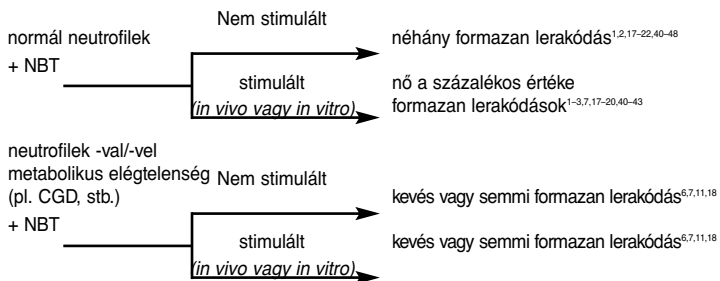 Nem stimulált
normál neutrofilek
néhány formazan lerakódás1,2,17–22,40–48
+ NBT
stimulált
(in vivo vagy in vitro)
nő a százalékos értéke
formazan lerakódások1–3,7,17–20,40–43
neutrofilek -val/-vel
metabolikus elégtelenség
(pl. CGD, stb.)
Nem stimulált
kevés vagy semmi formazan lerakódás6,7,11,18
+ NBT
stimulált
(in vivo vagy in vitro)
kevés vagy semmi formazan lerakódás6,7,11,18